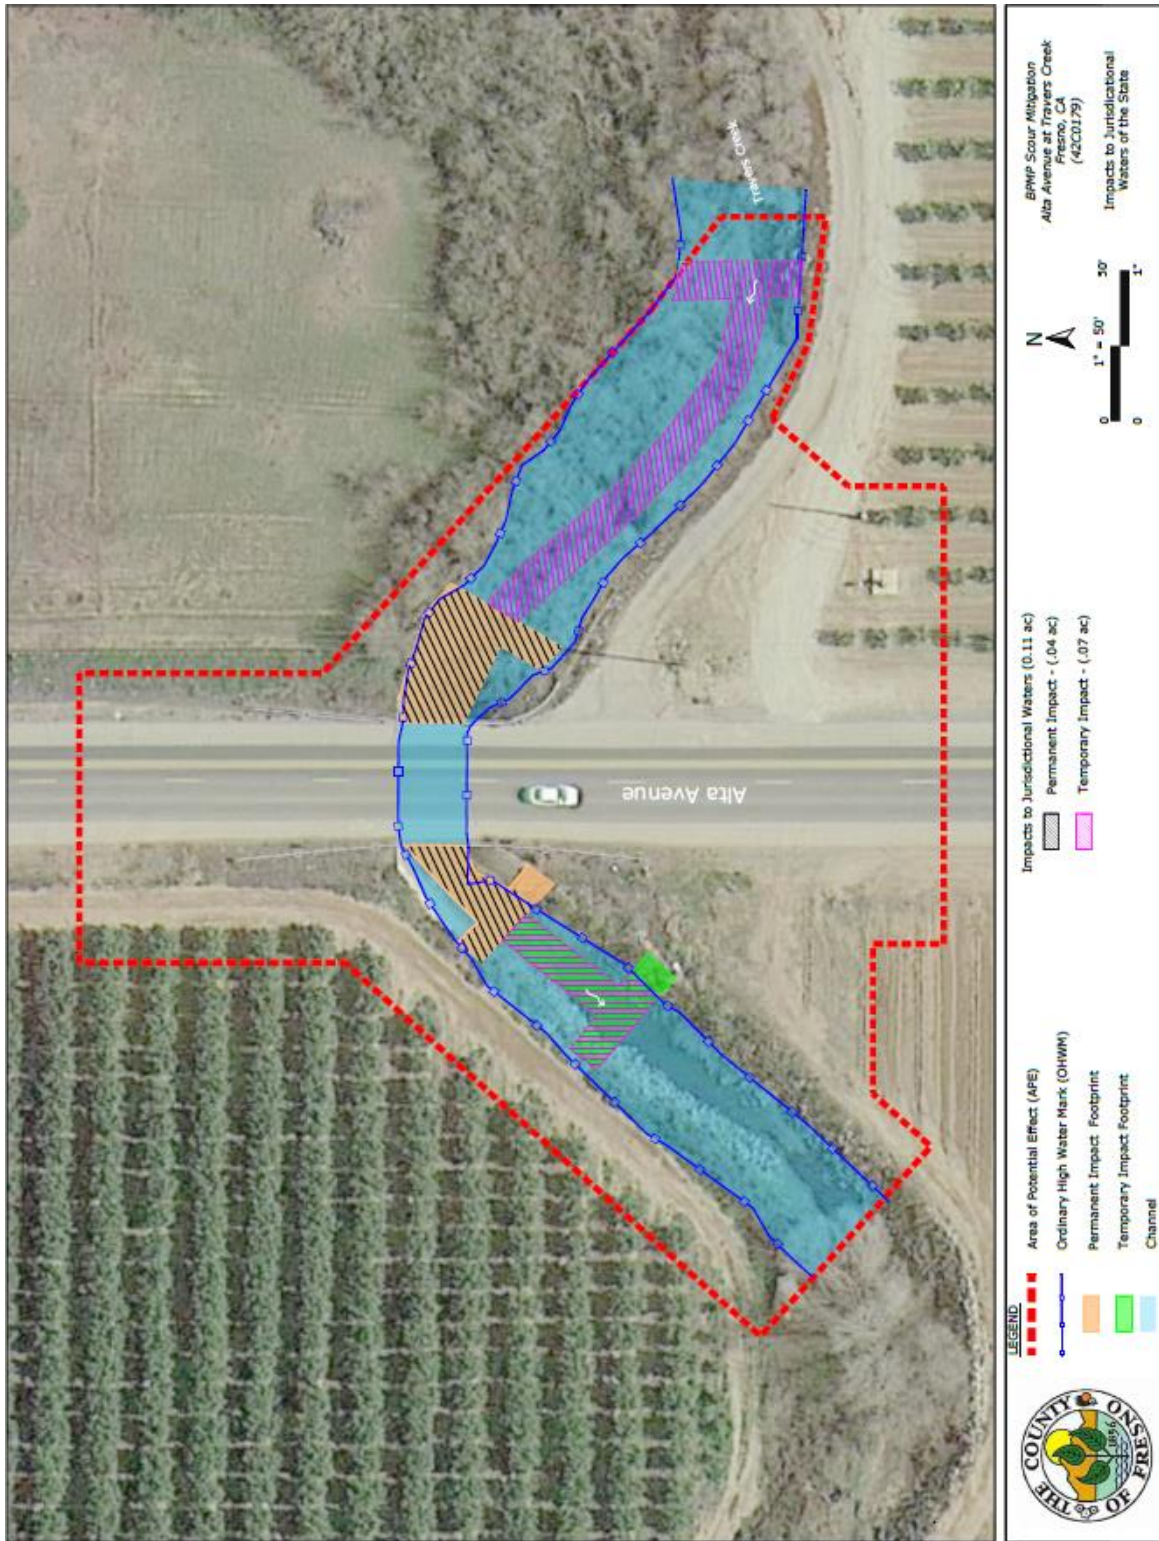 Travers Creek
Alta Avenue
THE COUNTY OF FRESNO
1856
LEGEND
Area of Potential Effect (APE)
Ordinary High Water Mark (OHWM)
Permanent Impact Footprint
Temporary Impact Footprint
Channel
Impacts to Jurisdictional Waters (0.11 ac)
Permanent Impact - (.04 ac)
Temporary Impact - (.07 ac)
N
1" = 50'
0 50'
0 1"
BPMP Scour Mitigation
Alta Avenue at Travers Creek
Fresno, CA
(42C0179)
Impacts to Jurisdicational
Waters of the State